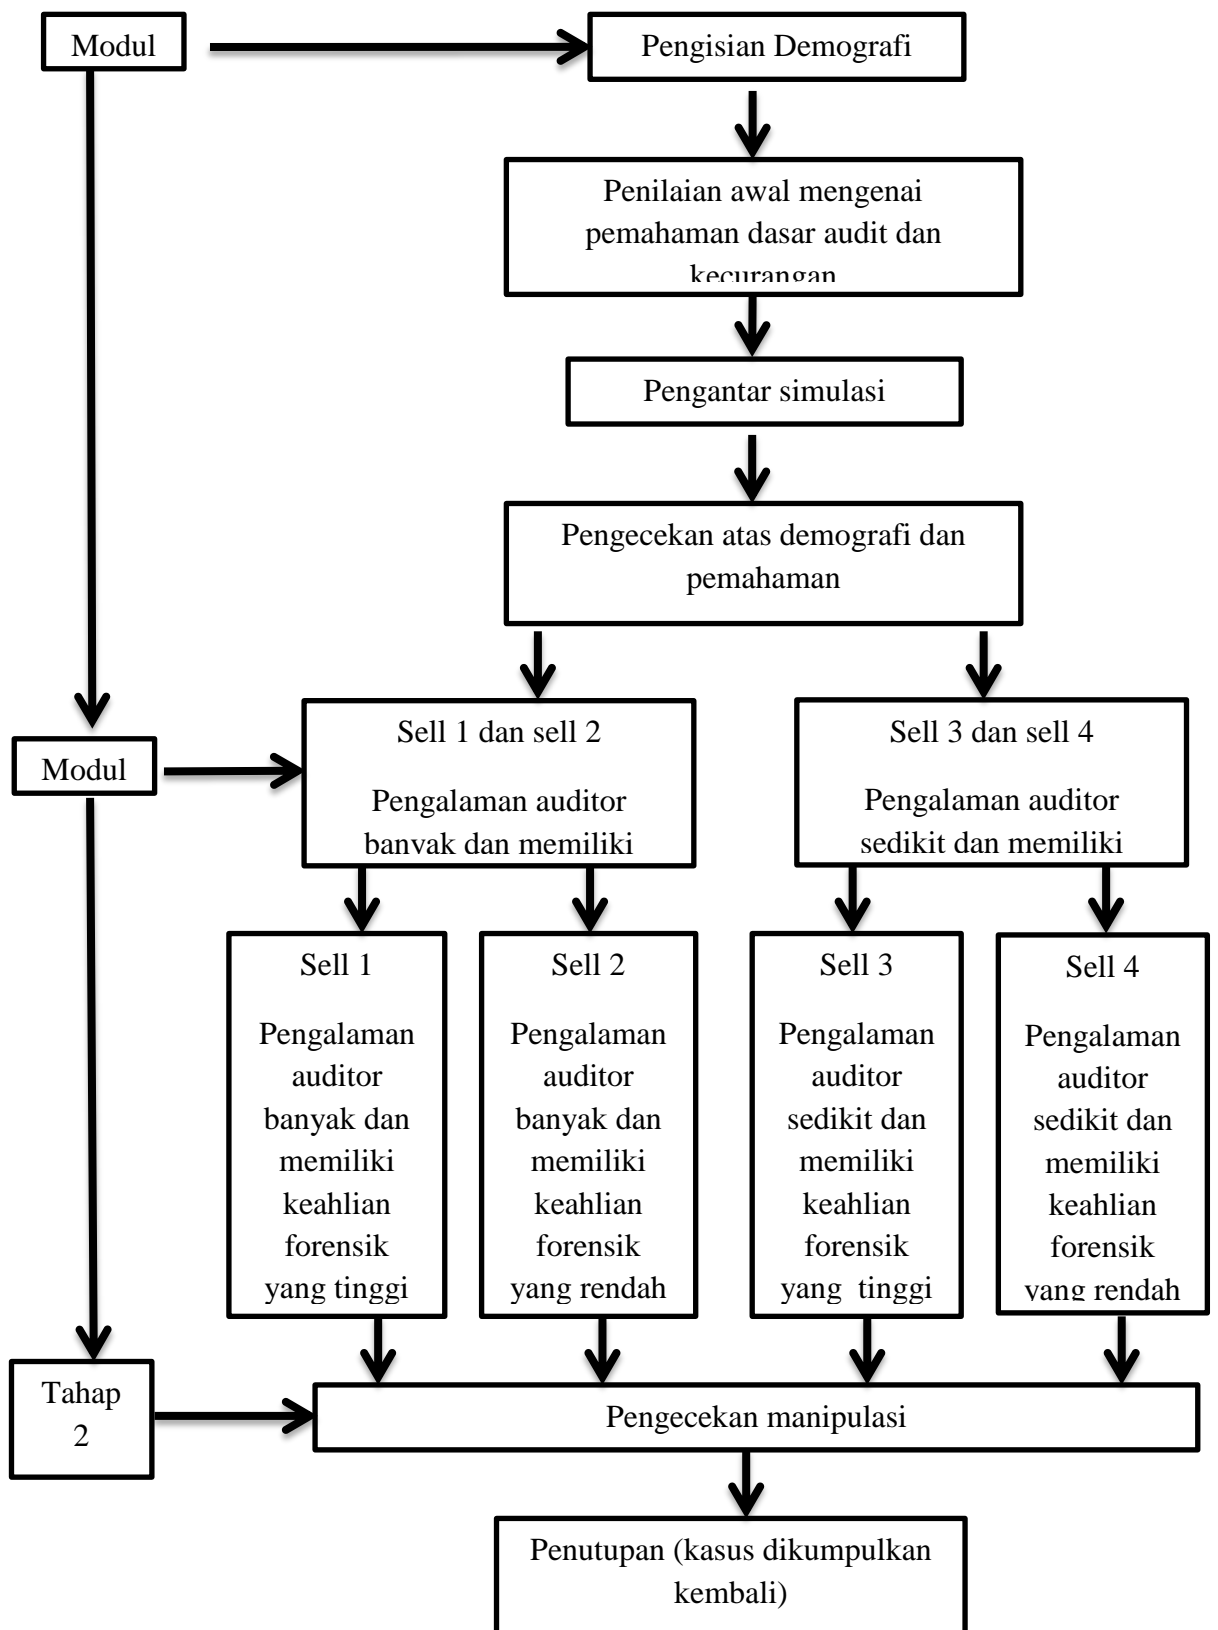 Modul
Pengisian Demografi
Penilaian awal mengenai
pemahaman dasar audit dan
kecurangan
Pengantar simulasi
Pengecekan atas demografi dan
pemahaman
Sell 1 dan sell 2
Pengalaman auditor
banyak dan memiliki
Sell 3 dan sell 4
Pengalaman auditor
sedikit dan memiliki
Modul
Sell 1
Pengalaman
auditor
banyak dan
memiliki
keahlian
forensik
yang tinggi
Sell 2
Pengalaman
auditor
banyak dan
memiliki
keahlian
forensik
yang rendah
Sell 3
Pengalaman
auditor
sedikit dan
memiliki
keahlian
forensik
yang  tinggi
Sell 4
Pengalaman
auditor
sedikit dan
memiliki
keahlian
forensik
yang rendah
Tahap
2
Pengecekan manipulasi
Penutupan (kasus dikumpulkan
kembali)